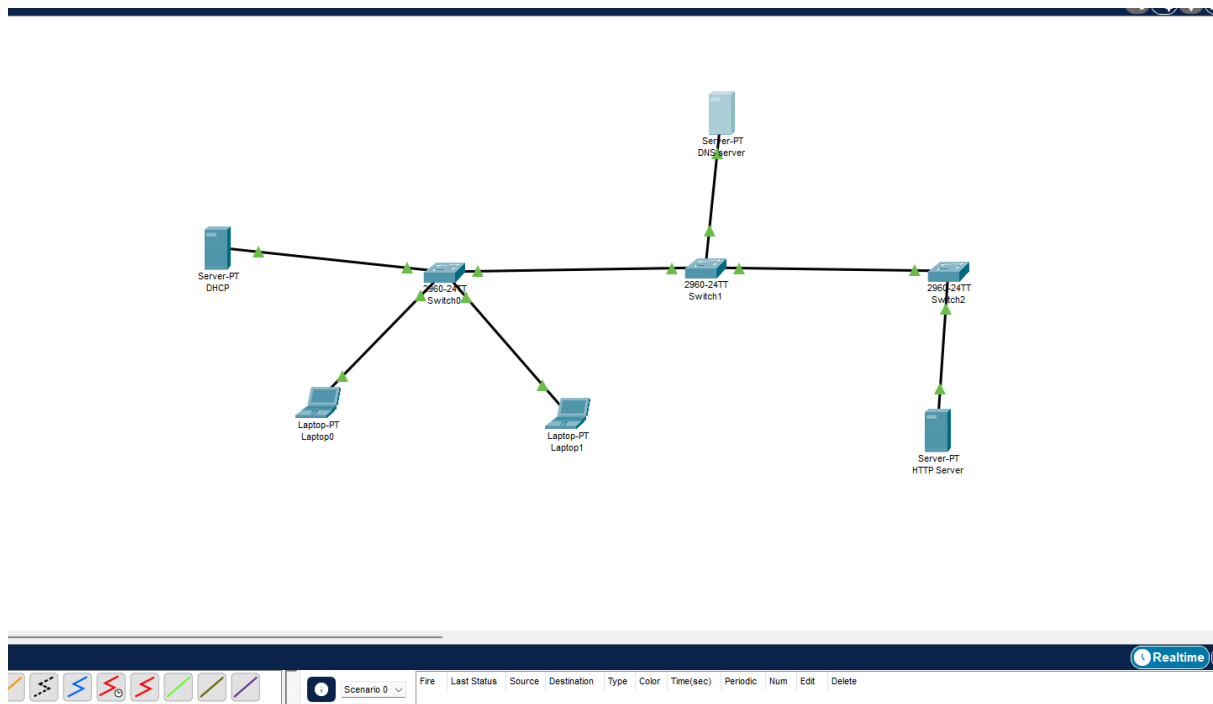 Server-PT
DNS server
Server-PT
DHCP
2960-24TT
Switch0
2960-24TT
Switch1
2960-24TT
Switch2
Laptop-PT
Laptop0
Laptop-PT
Laptop1
Server-PT
HTTP Server
Realtime
Scenario 0
Fire Last Status Source Destination Type Color Time(sec) Periodic Num Edit Delete